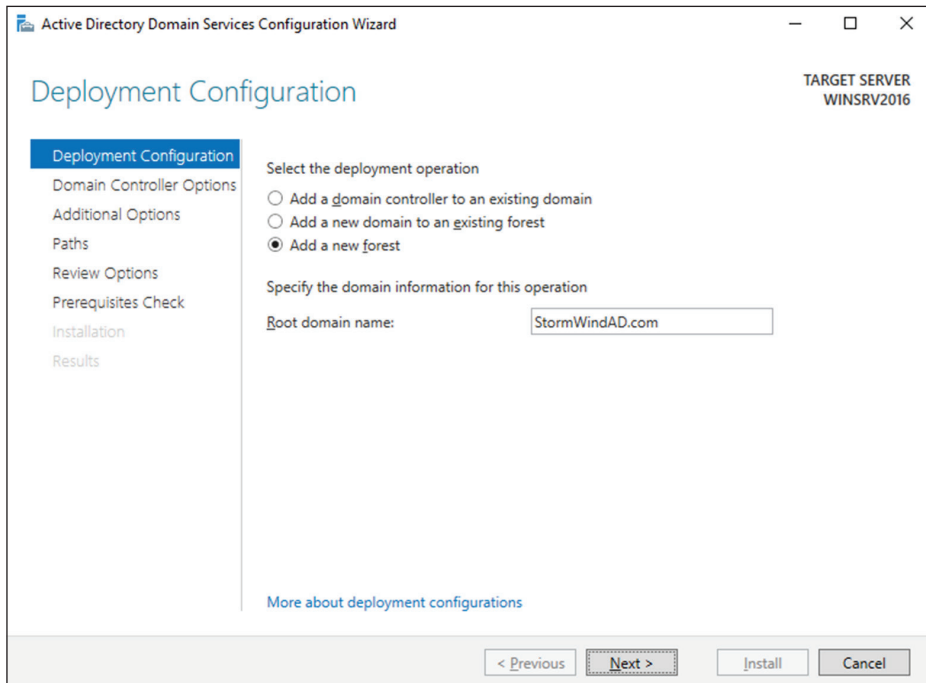 Active Directory Domain Services Configuration Wizard
Deployment Configuration
TARGET SERVER
WINSRV2016
Deployment Configuration
Domain Controller Options
Additional Options
Paths
Review Options
Prerequisites Check
Installation
Results
Select the deployment operation
Add a domain controller to an existing domain
Add a new domain to an existing forest
Add a new forest
Specify the domain information for this operation
Root domain name: StormWindAD.com
More about deployment configurations
< Previous Next > Install Cancel